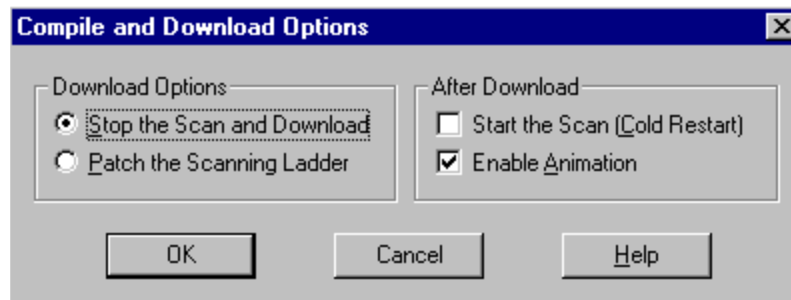 Compile and Download Options
Download Options
Stop the Scan and Download
Patch the Scanning Ladder
After Download
Start the Scan (Cold Restart)
Enable Animation
OK
Cancel
Help